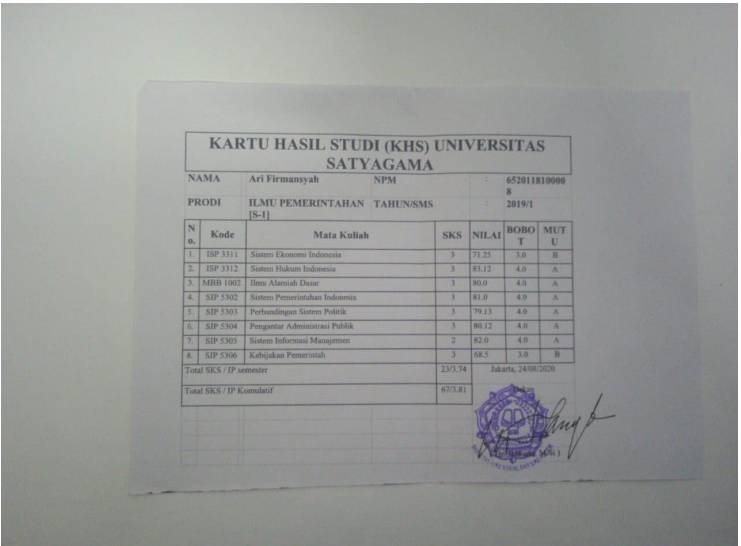 KARTU HASIL STUDI (KHS) UNIVERSITAS
SATYAGAMA
NAMA Ari Firmansyah NPM : 652011810000
8
PRODI ILMU PEMERINTAHAN TAHUN/SMS : 2019/1
[S-1]
No. Kode Mata Kuliah SKS NILAI BOBOT MUTU
1. ISP 3311 Sistem Ekonomi Indonesia 3 71.25 3.0 B
2. ISP 3312 Sistem Hukum Indonesia 3 83.12 4.0 A
3. MBB 1002 Ilmu Alamiah Dasar 3 80.0 4.0 A
4. SIP 5302 Sistem Pemerintahan Indonesia 3 81.0 4.0 A
5. SIP 5303 Perbandingan Sistem Politik 3 79.13 4.0 A
6. SIP 5304 Pengantar Administrasi Publik 3 80.12 4.0 A
7. SIP 5305 Sistem Informasi Manajemen 2 82.0 4.0 A
8. SIP 5306 Kebijakan Pemerintah 3 68.5 3.0 B
Total SKS / IP semester 23/3.74 Jakarta, 24/08/2020
Total SKS / IP Komulatif 67/3.81
M.Si )